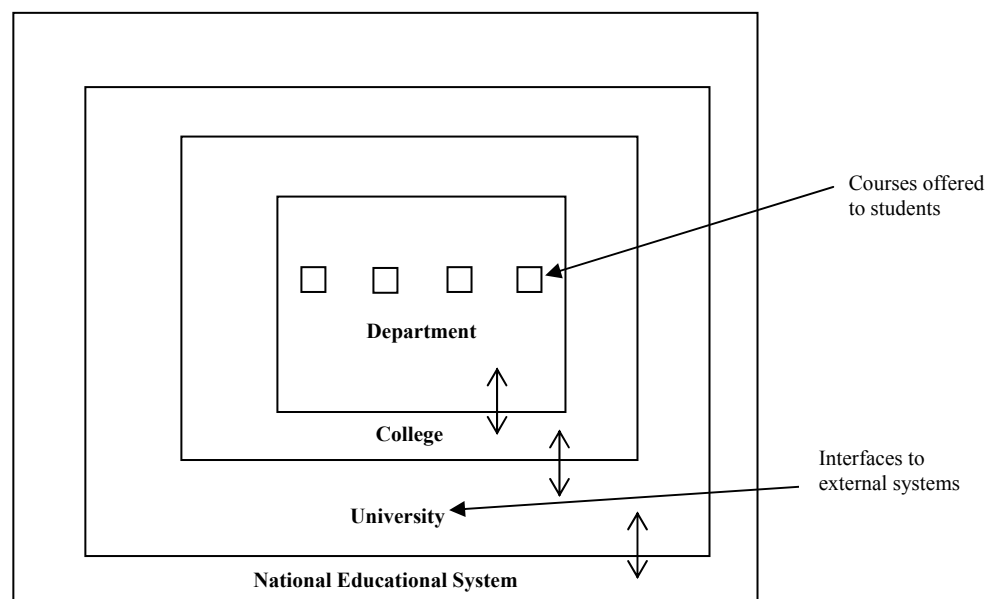 Courses offered
to students
Department
College
Interfaces to
external systems
University
National Educational System